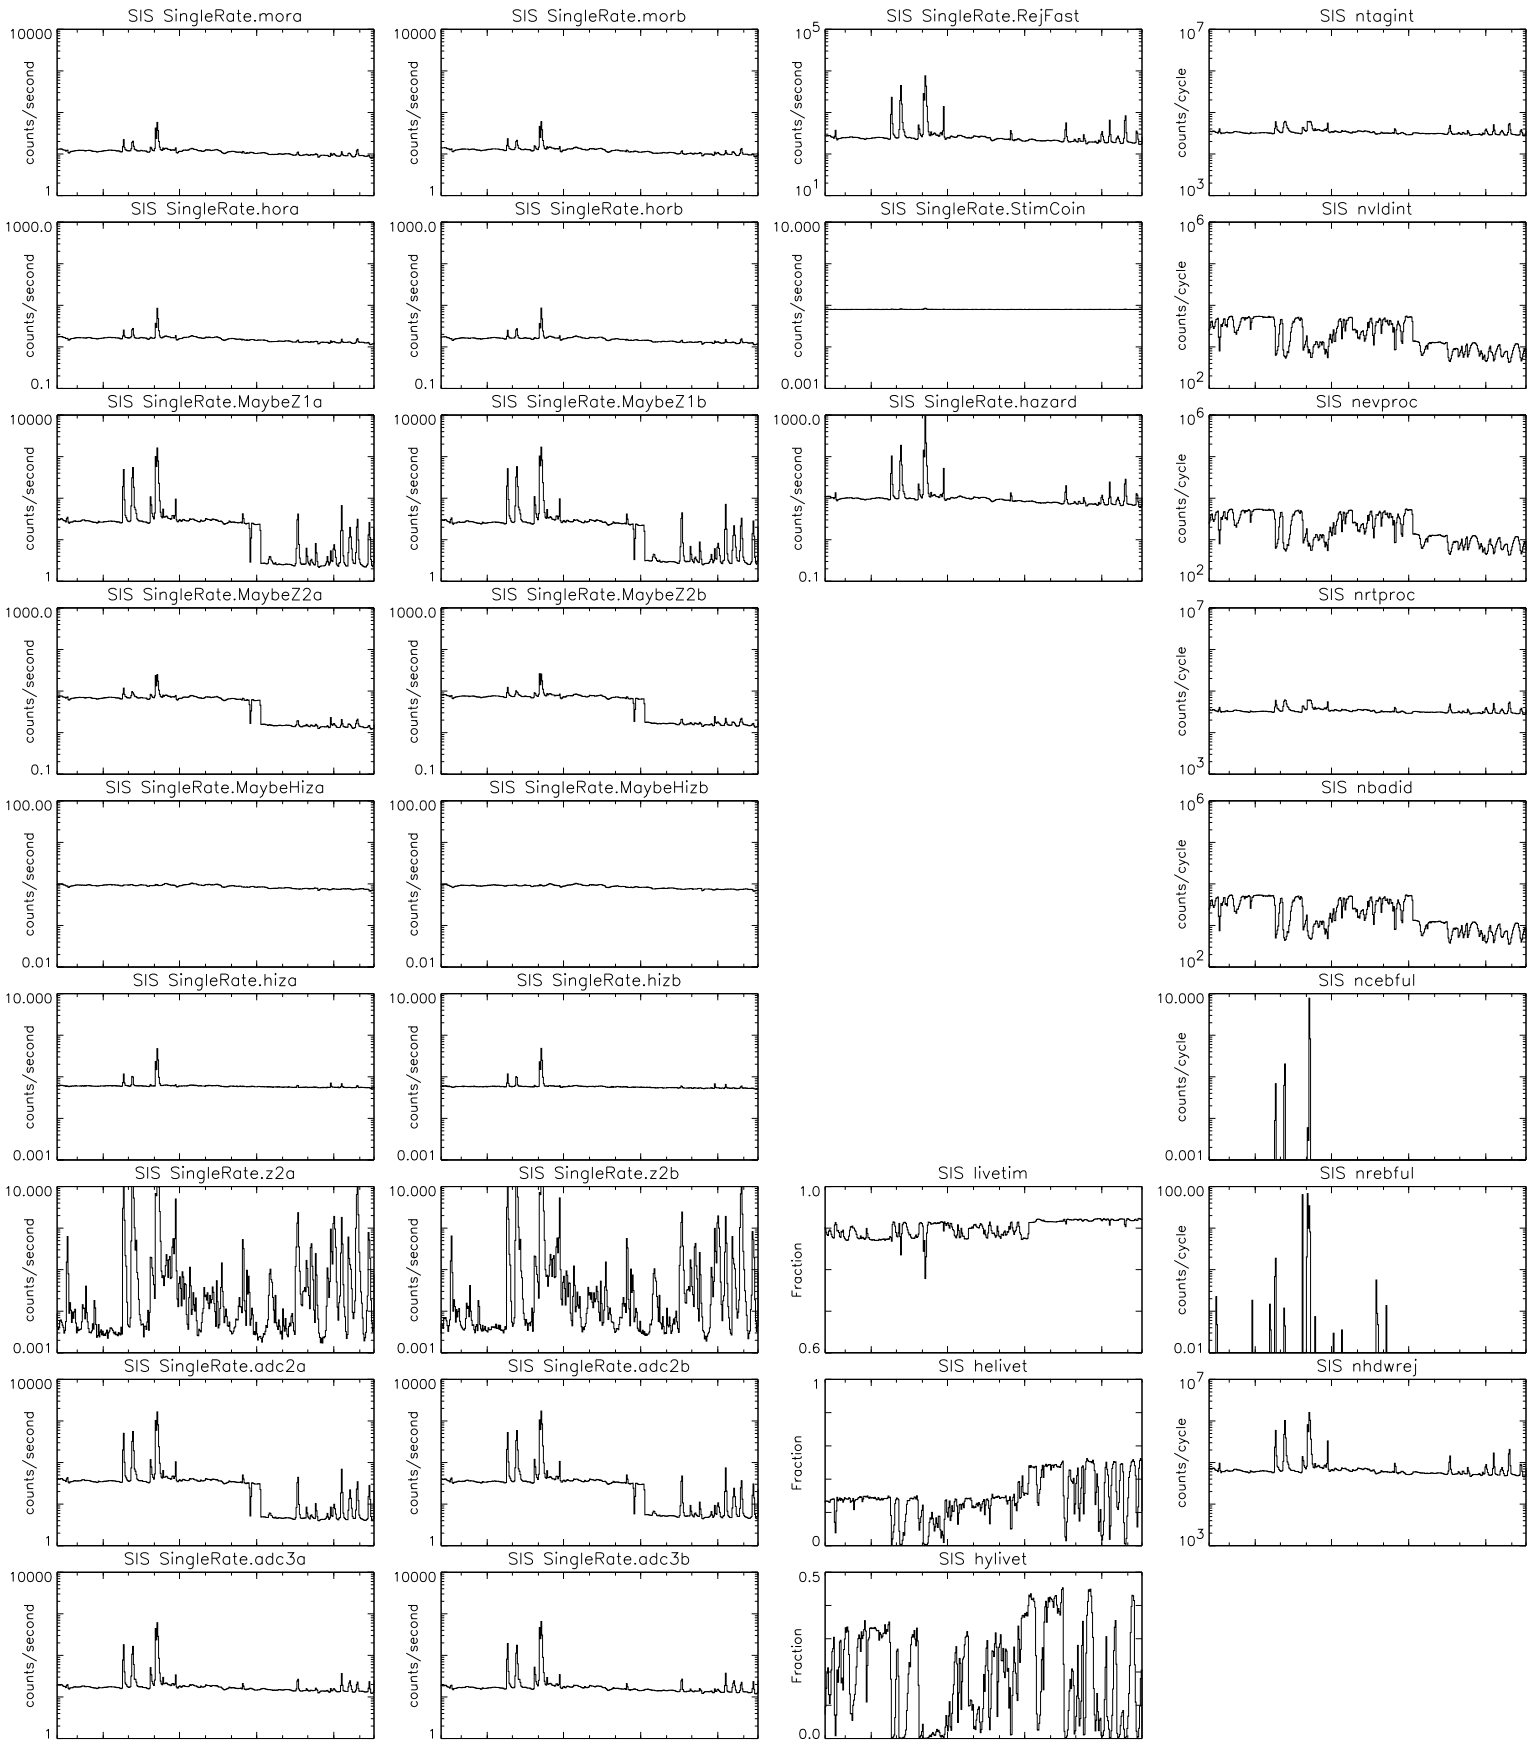 SIS SingleRate.mora
10000
counts/second
1
SIS SingleRate.morb
10000
counts/second
1
SIS SingleRate.RejFast
10^5
counts/second
10^1
SIS ntagint
10^7
counts/cycle
10^3
SIS SingleRate.hora
1000.0
counts/second
0.1
SIS SingleRate.horb
1000.0
counts/second
0.1
SIS SingleRate.StimCoin
10.000
counts/second
0.001
SIS nvldint
10^6
counts/cycle
10^2
SIS SingleRate.MaybeZ1a
10000
counts/second
1
SIS SingleRate.MaybeZ1b
10000
counts/second
1
SIS SingleRate.hazard
1000.0
counts/second
0.1
SIS nevproc
10^6
counts/cycle
10^2
SIS SingleRate.MaybeZ2a
1000.0
counts/second
0.1
SIS SingleRate.MaybeZ2b
1000.0
counts/second
0.1
SIS nrtproc
10^7
counts/cycle
10^3
SIS SingleRate.MaybeHiza
100.00
counts/second
0.01
SIS SingleRate.MaybeHizb
100.00
counts/second
0.01
SIS nbadid
10^6
counts/cycle
10^2
SIS SingleRate.hiza
10.000
counts/second
0.001
SIS SingleRate.hizb
10.000
counts/second
0.001
SIS ncebful
10.000
counts/cycle
0.001
SIS SingleRate.z2a
10.000
counts/second
0.001
SIS SingleRate.z2b
10.000
counts/second
0.001
SIS livetim
1.0
Fraction
0.6
SIS nrebful
100.00
counts/cycle
0.01
SIS SingleRate.adc2a
10000
counts/second
1
SIS SingleRate.adc2b
10000
counts/second
1
SIS helivet
1
Fraction
0
SIS nhdwrej
10^7
counts/cycle
10^3
SIS SingleRate.adc3a
10000
counts/second
1
SIS SingleRate.adc3b
10000
counts/second
1
SIS hylivet
0.5
Fraction
0.0